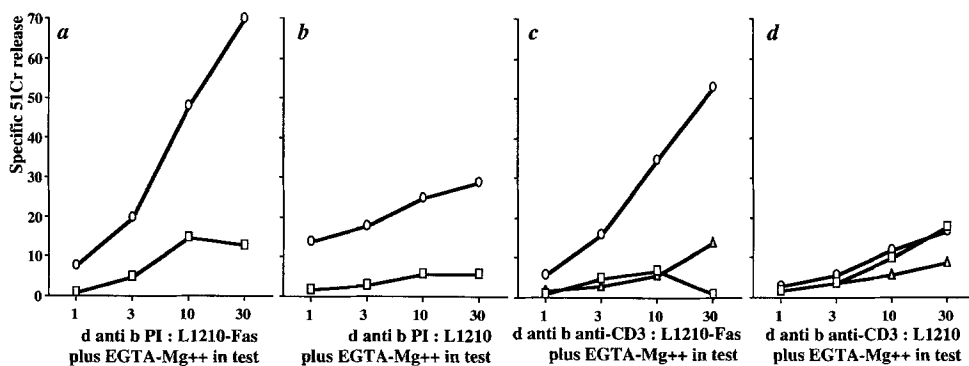 a
b
c
d
Specific 51Cr release
70
60
50
40
30
20
10
0
1 3 10 30
1 3 10 30
1 3 10 30
1 3 10 30
d anti b PI : L1210-Fas
plus EGTA-Mg++ in test
d anti b PI : L1210
plus EGTA-Mg++ in test
d anti b anti-CD3 : L1210-Fas
plus EGTA-Mg++ in test
d anti b anti-CD3 : L1210
plus EGTA-Mg++ in test